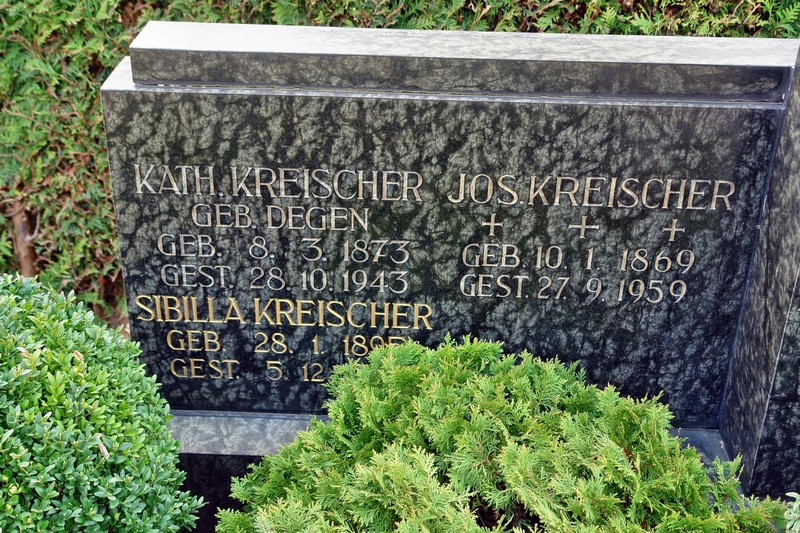 KATH. KREISCHER
GEB. DEGEN
GEB. 8. 3. 1873
GEST. 28. 10. 1943
SIBILLA KREISCHER
GEB. 28. 1.
GEST. 5. 12
JOS. KREISCHER
+ + +
GEB. 10. 1. 1869
GEST. 27. 9. 1959